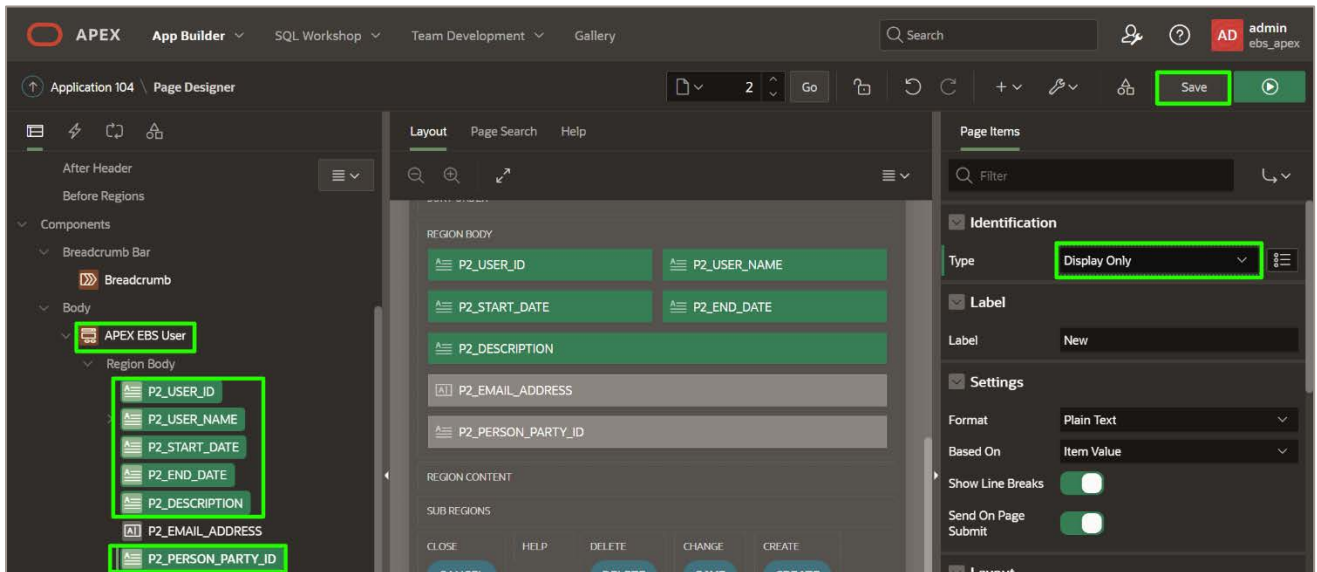 APEX App Builder SQL Workshop Team Development Gallery Search AD admin
ebs_apex
Application 104 \ Page Designer 2 Go Save
Layout Page Search Help Page Items
After Header
Before Regions
Components
Breadcrumb Bar
Breadcrumb
Body
APEX EBS User
Region Body
P2_USER_ID
P2_USER_NAME
P2_START_DATE
P2_END_DATE
P2_DESCRIPTION
P2_EMAIL_ADDRESS
P2_PERSON_PARTY_ID
REGION BODY
P2_USER_ID P2_USER_NAME
P2_START_DATE P2_END_DATE
P2_DESCRIPTION
P2_EMAIL_ADDRESS
P2_PERSON_PARTY_ID
REGION CONTENT
SUB REGIONS
CLOSE HELP DELETE CHANGE CREATE
Filter
Identification
Type Display Only
Label
Label New
Settings
Format Plain Text
Based On Item Value
Show Line Breaks
Send On Page
Submit